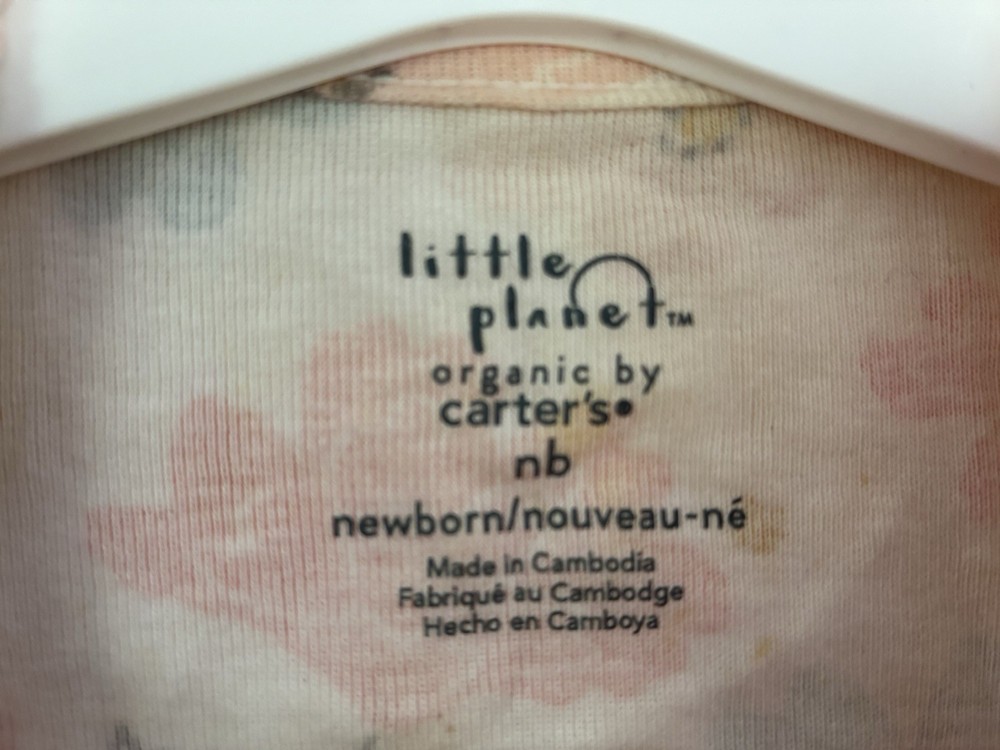 little
planet™
organic by
carter's•
nb
newborn/nouveau-né
Made in Cambodia
Fabriqué au Cambodge
Hecho en Camboya